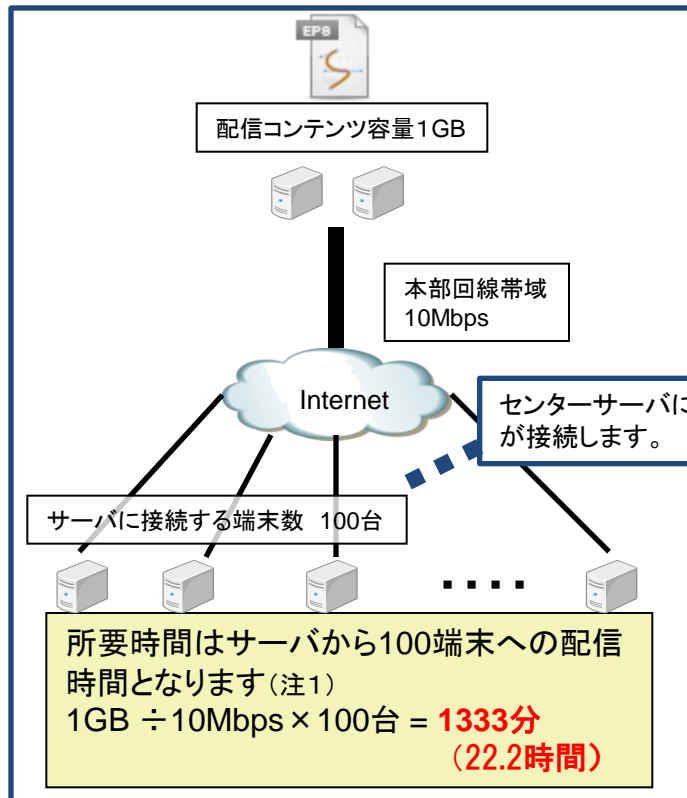 EPS
配信コンテンツ容量1GB
本部回線帯域
10Mbps
Internet
センターサーバに
が接続します。
サーバに接続する端末数 100台
所要時間はサーバから100端末への配信
時間となります(注1)
1GB ÷10Mbps×100台 = 1333分
(22.2時間)